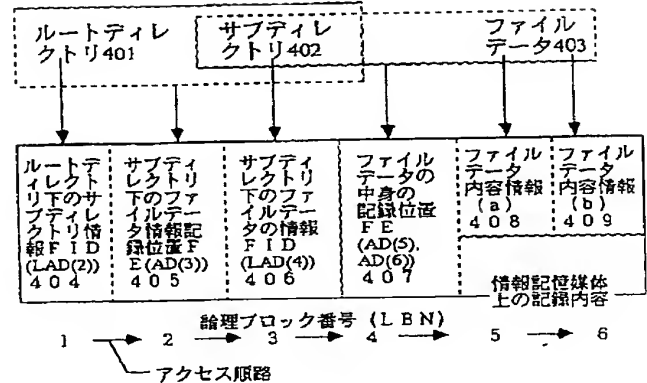 ルートディレ
クトリ401
サブディレ
クトリ402
ファイル
データ403
ルートデ
ィレクト
リ下のサ
ブディレ
クトリ情
報FID
(LAD(2))
404
サブディ
レクトリ
下のファ
イルデー
タ情報記
録位置F
E(AD(3))
405
サブディ
レクトリ
下のファ
イルデー
タの情報
FID
(LAD(4))
406
ファイル
データの
中身の
記録位置
FE
(AD(5),
AD(6))
407
ファイル
データ
内容情報
(a)
408
ファイル
データ
内容情報
(b)
409
情報記憶媒体
上の記録内容
論理ブロック番号 (LBN)
1 2 3 4 5 6
アクセス順路